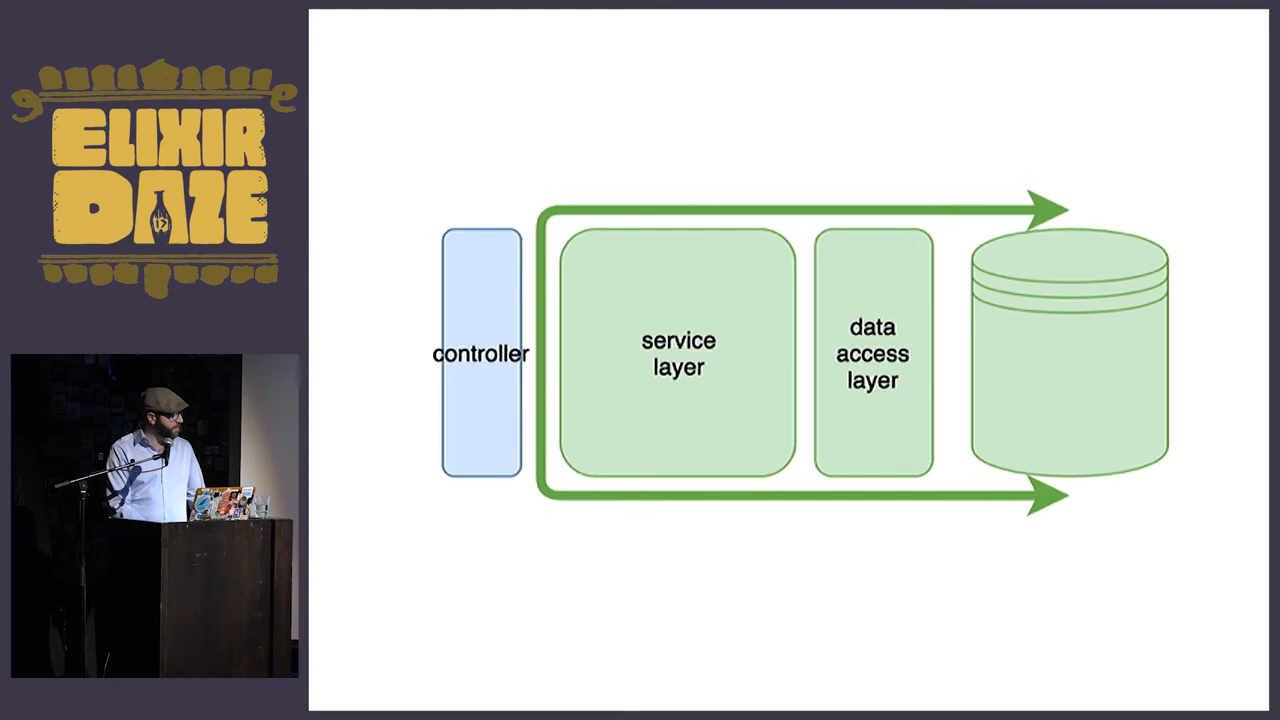 ELIXIR
DAZE
controller
service
layer
data
access
layer